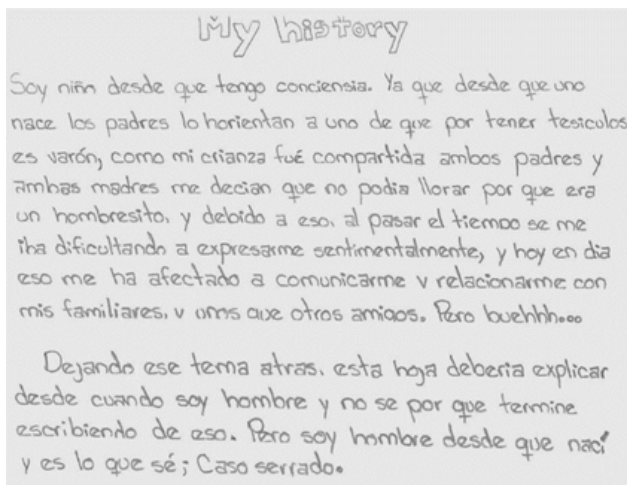 My history
Soy niñn desde que tengo conciensia. Ya que desde que uno
nace los padres lo horientan a uno de que por tener tesiculos
es varón, como mi crianza fué compartida ambos padres y
ambas madres me decian que no podia llorar por que era
un hombresito, y debido a eso, al pasar el tiempo se me
iha dificultando a expresarme sentimentalmente, y hoy en dia
eso me ha afectado a comunicarme y relacionarme con
mis familiares, y unos que otros amigos. Pero buehhh...
Dejando ese tema atras, esta hoja deberia explicar
desde cuando soy hombre y no se por que termine
escribiendo de eso. Pero soy hombre desde que nací
y es lo que sé; Caso serrado.